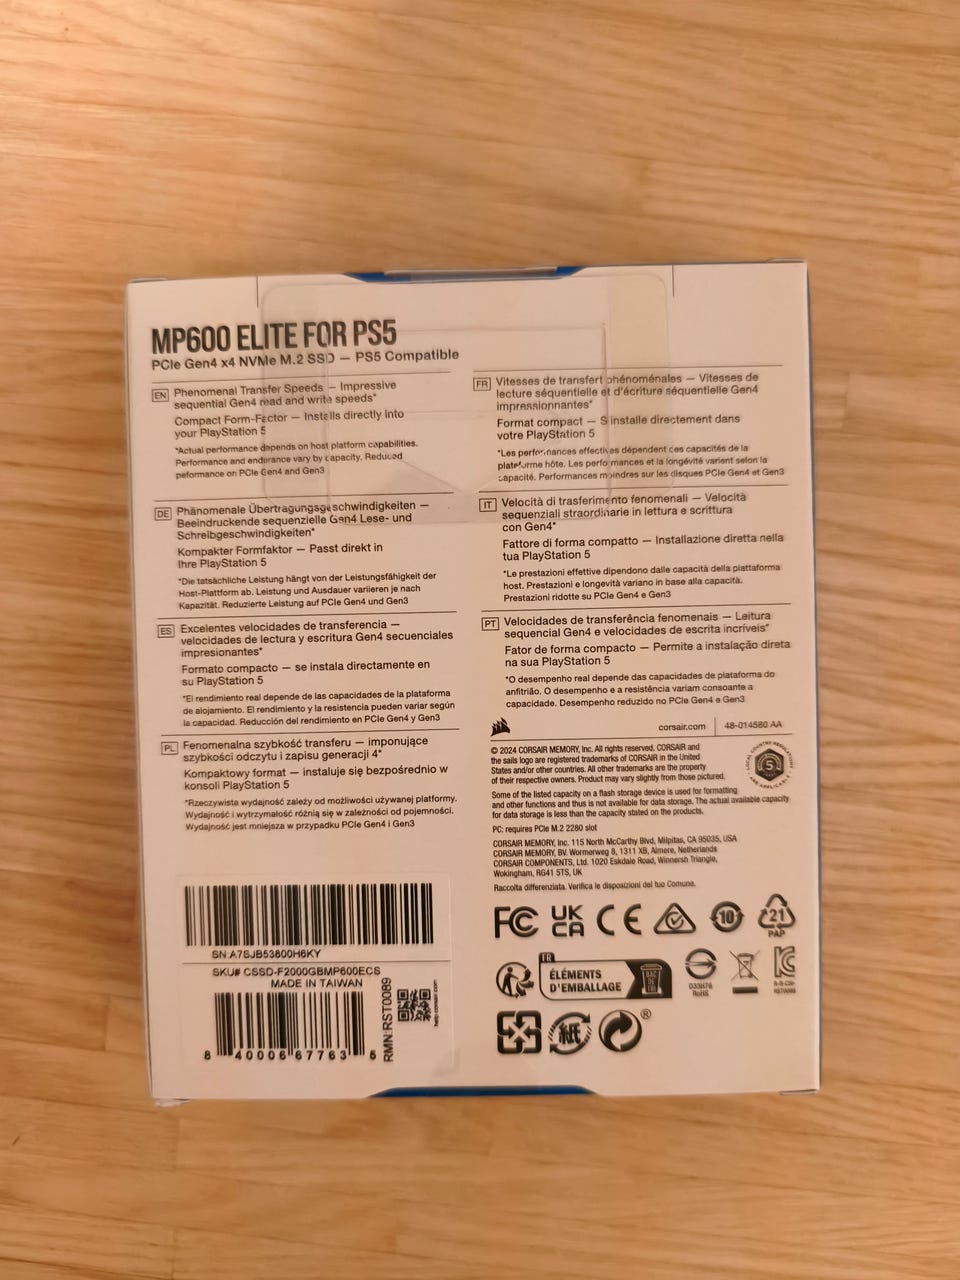 MP600 ELITE FOR PS5
PCIe Gen4 x4 NVMe M.2 SSD — PS5 Compatible
EN
Phenomenal Transfer Speeds — Impressive
sequential Gen4 read and write speeds*
Compact Form-Factor — Installs directly into
your PlayStation 5
*Actual performance depends on host platform capabilities.
Performance and endurance vary by capacity. Reduced
peformance on PCIe Gen4 and Gen3
DE
Phänomenale Übertragungsgeschwindigkeiten —
Beeindruckende sequenzielle Gen4 Lese- und
Schreibgeschwindigkeiten*
Kompakter Formfaktor — Passt direkt in
Ihre PlayStation 5
*Die tatsächliche Leistung hängt von der Leistungsfähigkeit der
Host-Plattform ab. Leistung und Ausdauer variieren je nach
Kapazität. Reduzierte Leistung auf PCIe Gen4 und Gen3
ES
Excelentes velocidades de transferencia —
velocidades de lectura y escritura Gen4 secuenciales
impresionantes*
Formato compacto — se instala directamente en
su PlayStation 5
*El rendimiento real depende de las capacidades de la plataforma
de alojamiento. El rendimiento y la resistencia pueden variar según
la capacidad. Reducción del rendimiento en PCIe Gen4 y Gen3
PL
Fenomenalna szybkość transferu — imponujące
szybkości odczytu i zapisu generacji 4*
Kompaktowy format — instaluje się bezpośrednio w
konsoli PlayStation 5
*Rzeczywista wydajność zależy od możliwości używanej platformy.
Wydajność i wytrzymałość różnią się w zależności od pojemności.
Wydajność jest mniejsza w przypadku PCIe Gen4 i Gen3
SN:A7SJB53600H6KY
SKU# CSSD-F2000GBMP600ECS
MADE IN TAIWAN
RMN:RST0089
help.corsair.com
8 40006 67763 5
FR
Vitesses de transfert phénoménales — Vitesses de
lecture séquentielle et d'écriture séquentielle Gen4
impressionnantes*
Format compact — S'installe directement dans
votre PlayStation 5
*Les performances effectives dépendent des capacités de la
plateforme hôte. Les performances et la longévité varient selon la
capacité. Performances moindres sur les disques PCIe Gen4 et Gen3
IT
Velocità di trasferimento fenomenali — Velocità
sequenziali straordinarie in lettura e scrittura
con Gen4*
Fattore di forma compatto — Installazione diretta nella
tua PlayStation 5
*Le prestazioni effettive dipendono dalle capacità della piattaforma
host. Prestazioni e longevità variano in base alla capacità.
Prestazioni ridotte su PCIe Gen4 e Gen3
PT
Velocidades de transferência fenomenais — Leitura
sequencial Gen4 e velocidades de escrita incríveis*
Fator de forma compacto — Permite a instalação direta
na sua PlayStation 5
*O desempenho real depende das capacidades de plataforma do
anfitrião. O desempenho e a resistência variam consoante a
capacidade. Desempenho reduzido no PCIe Gen4 e Gen3
corsair.com
48-014580 AA
© 2024 CORSAIR MEMORY, Inc. All rights reserved. CORSAIR and
the sails logo are registered trademarks of CORSAIR in the United
States and/or other countries. All other trademarks are the property
of their respective owners. Product may vary slightly from those pictured.
LOCAL COUNTRY REGULATIONS
5
ARE APPLICABLE
Some of the listed capacity on a flash storage device is used for formatting
and other functions and thus is not available for data storage. The actual available capacity
for data storage is less than the capacity stated on the products.
PC: requires PCIe M.2 2280 slot
CORSAIR MEMORY, Inc. 115 North McCarthy Blvd, Milpitas, CA 95035, USA
CORSAIR MEMORY, BV. Wormerweg 8, 1311 XB, Almere, Netherlands
CORSAIR COMPONENTS, Ltd. 1020 Eskdale Road, Winnersh Triangle,
Wokingham, RG41 5TS, UK
Raccolta differenziata. Verifica le disposizioni del tuo Comune.
FC UK CA CE 10 21
PAP
FR
ÉLÉMENTS
D'EMBALLAGE
BAC
DE
TRI
D33H76
RoHS
紙
®